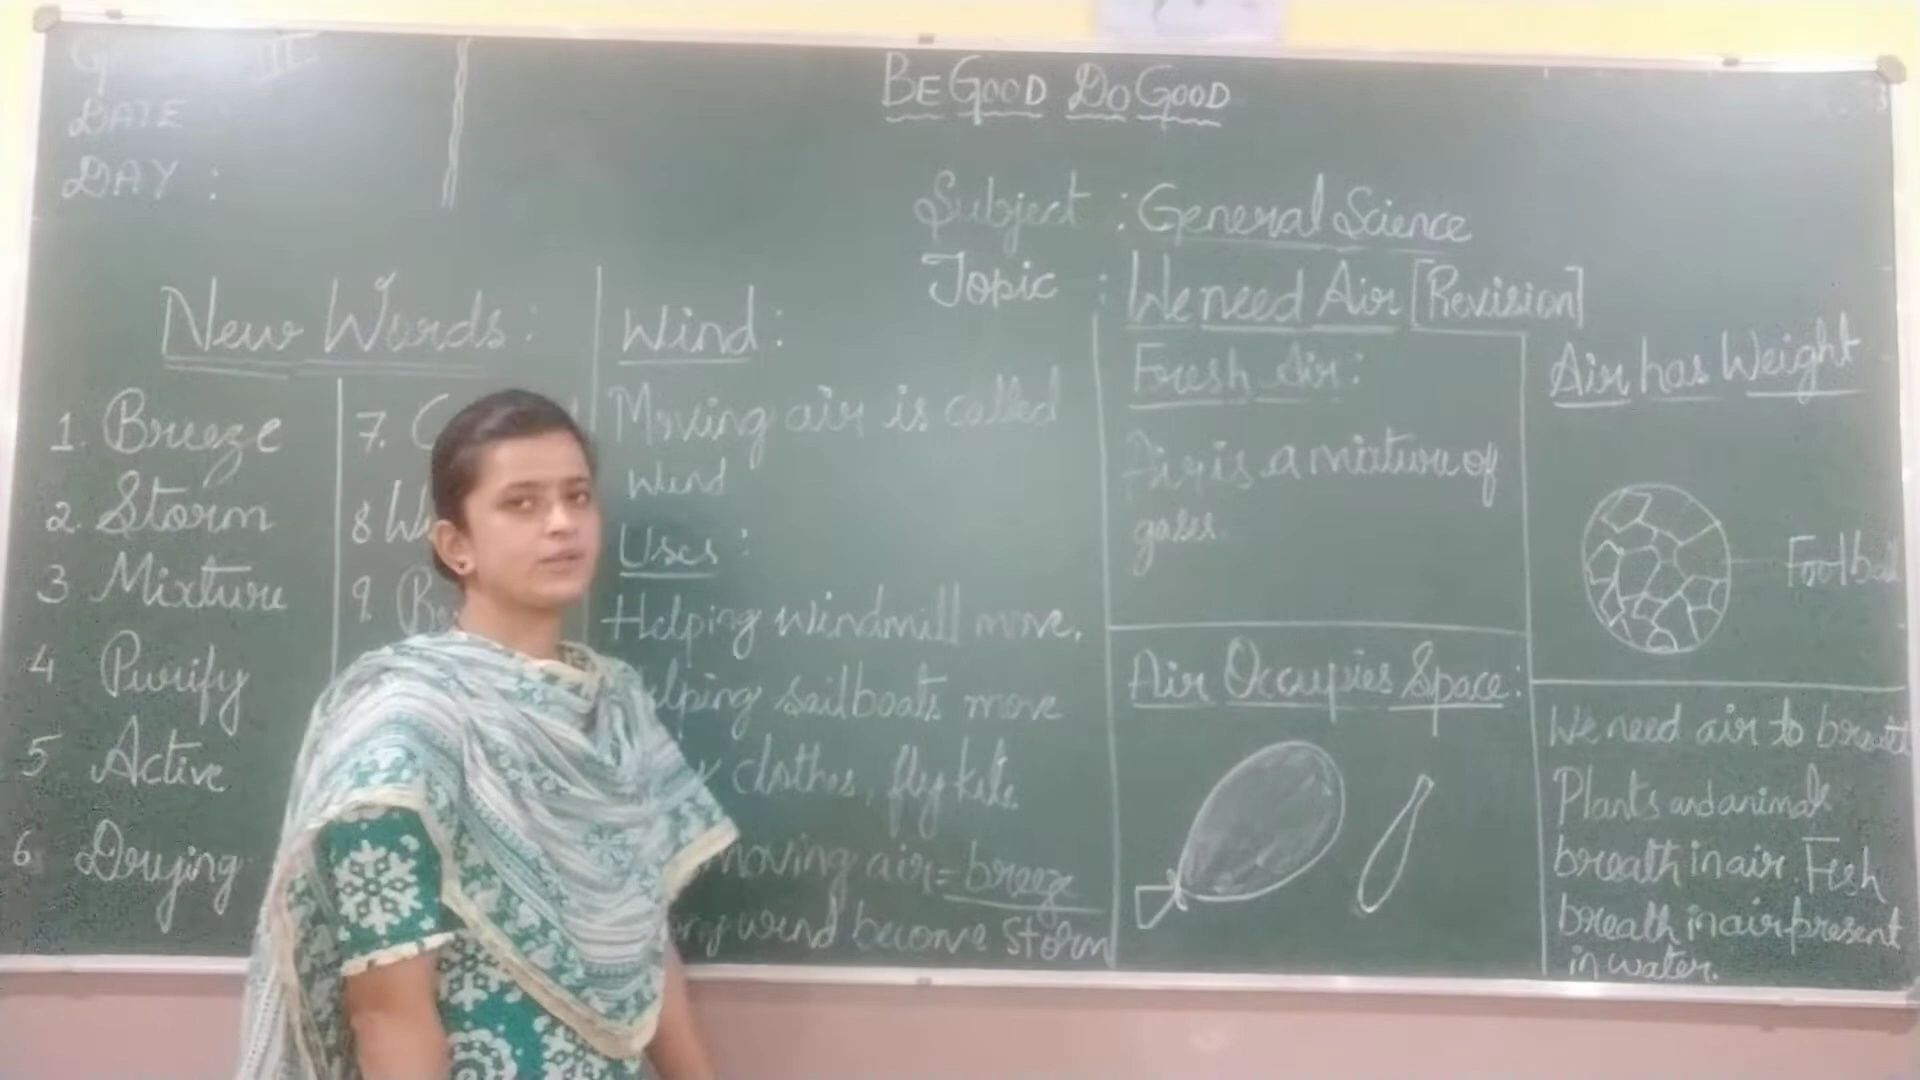 III
DATE
DAY :
BE GOOD DO GOOD
Subject : General Science
Topic : We need Air [Revision]
New Words :
1. Breeze
2. Storm
3 Mixture
4 Purify
5 Active
6 Drying
7.
8
9.
Wind :
Moving air is called
Wind
Uses :
Helping windmill move.
sailboats move
clothes, fly kite.
moving air = breeze
wind become Storm
Fresh Air :
Air is a mixture of
gases.
Air Occupies Space :
Air has Weight
We need air to
Plants and animals
breath in air. Fish
breath in air present
in water.